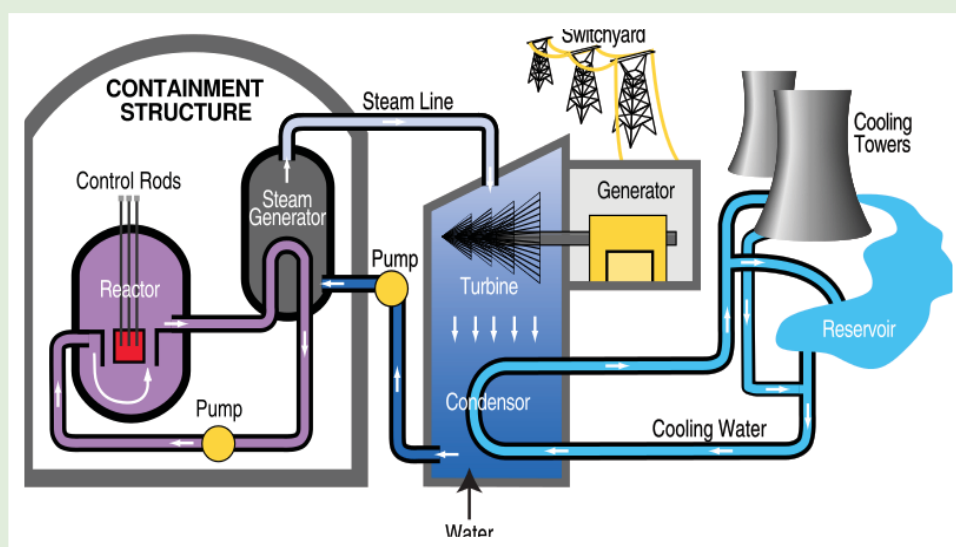 Switchyard
CONTAINMENT
STRUCTURE
Steam Line
Cooling
Towers
Control Rods
Steam
Generator
Generator
Pump
Reactor
Turbine
Reservoir
Pump
Condensor
Cooling Water
Water